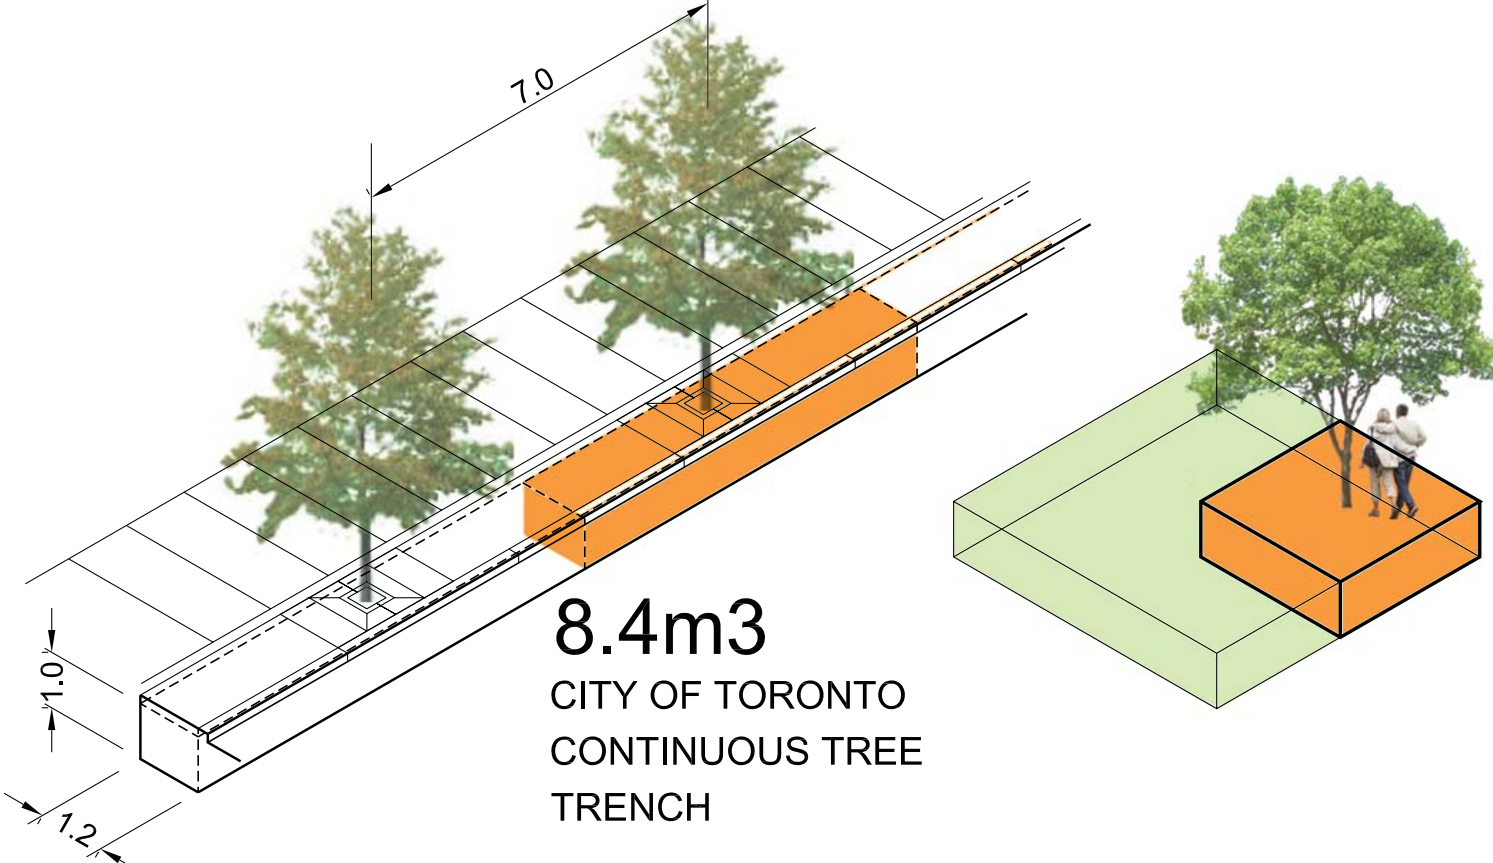 7.0
1.0
1.2
8.4m3
CITY OF TORONTO
CONTINUOUS TREE
TRENCH